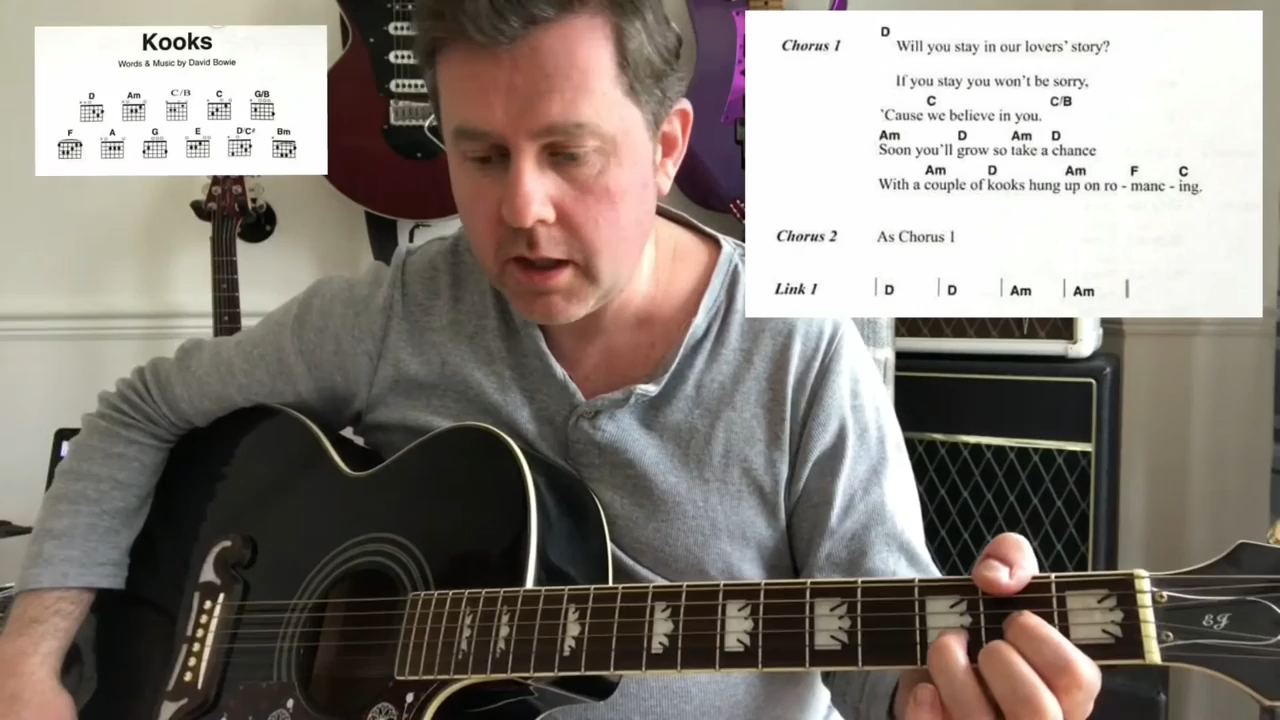 Kooks
Words & Music by David Bowie
D Am C/B C G/B
F A G E D/C♯ Bm
Chorus 1
D
Will you stay in our lovers' story?
If you stay you won't be sorry,
C C/B
'Cause we believe in you.
Am D Am D
Soon you'll grow so take a chance
Am D Am F C
With a couple of kooks hung up on ro - manc - ing.
Chorus 2 As Chorus 1
Link 1 | D | D | Am | Am |
EJ